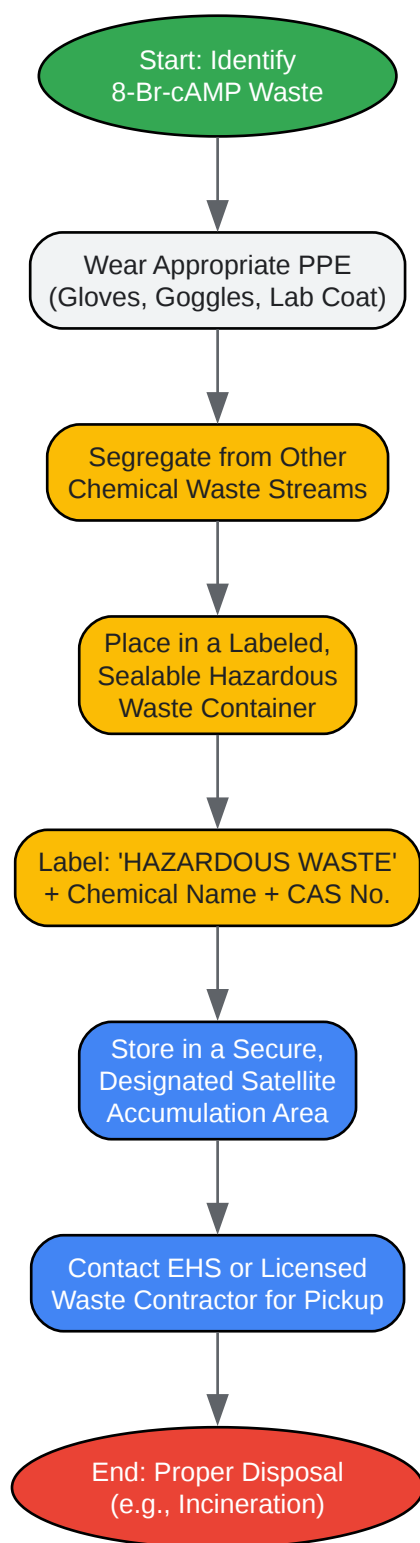 Start: Identify
8-Br-cAMP Waste
Wear Appropriate PPE
(Gloves, Goggles, Lab Coat)
Segregate from Other
Chemical Waste Streams
Place in a Labeled,
Sealable Hazardous
Waste Container
Label: 'HAZARDOUS WASTE'
+ Chemical Name + CAS No.
Store in a Secure,
Designated Satellite
Accumulation Area
Contact EHS or Licensed
Waste Contractor for Pickup
End: Proper Disposal
(e.g., Incineration)